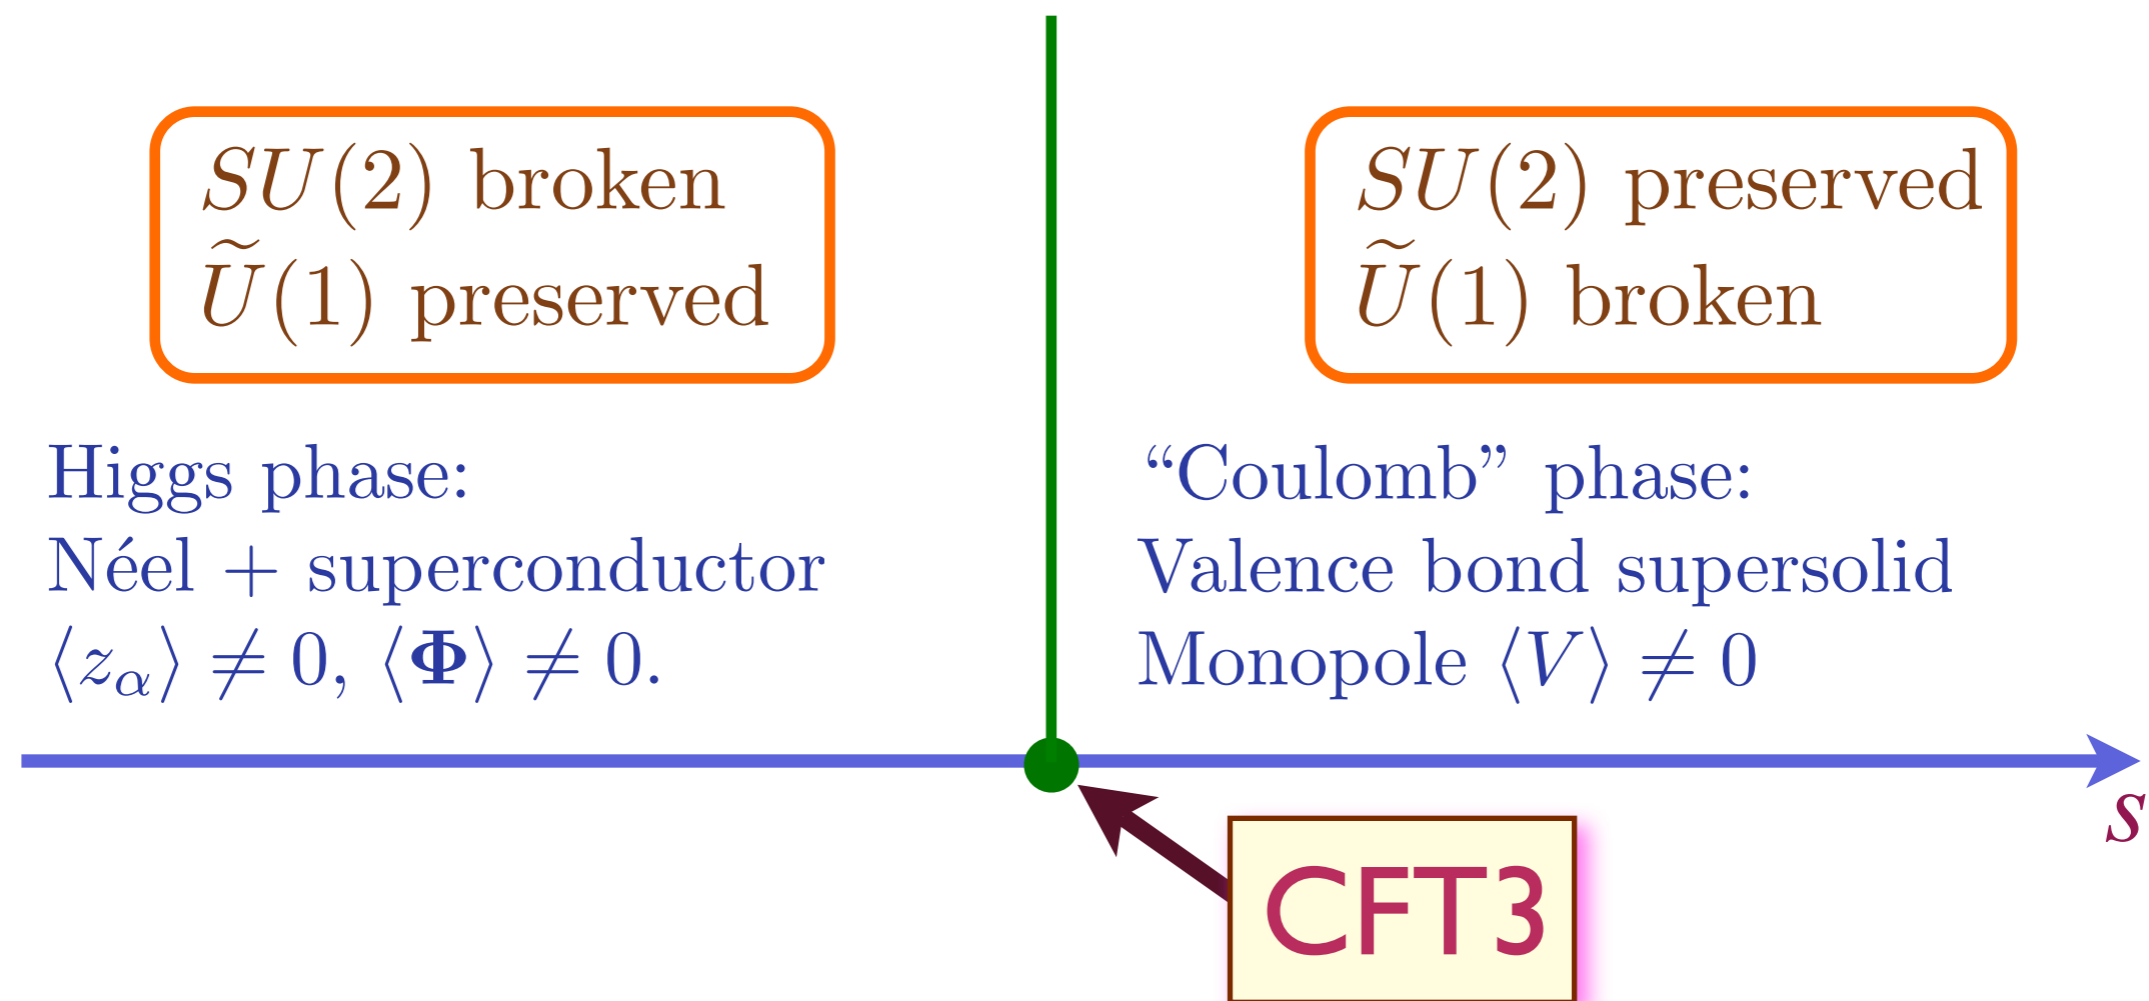 SU(2) broken
Ũ(1) preserved
SU(2) preserved
Ũ(1) broken
Higgs phase:
Néel + superconductor
⟨zα⟩ ≠ 0, ⟨Φ⟩ ≠ 0.
“Coulomb” phase:
Valence bond supersolid
Monopole ⟨V⟩ ≠ 0
s
CFT3